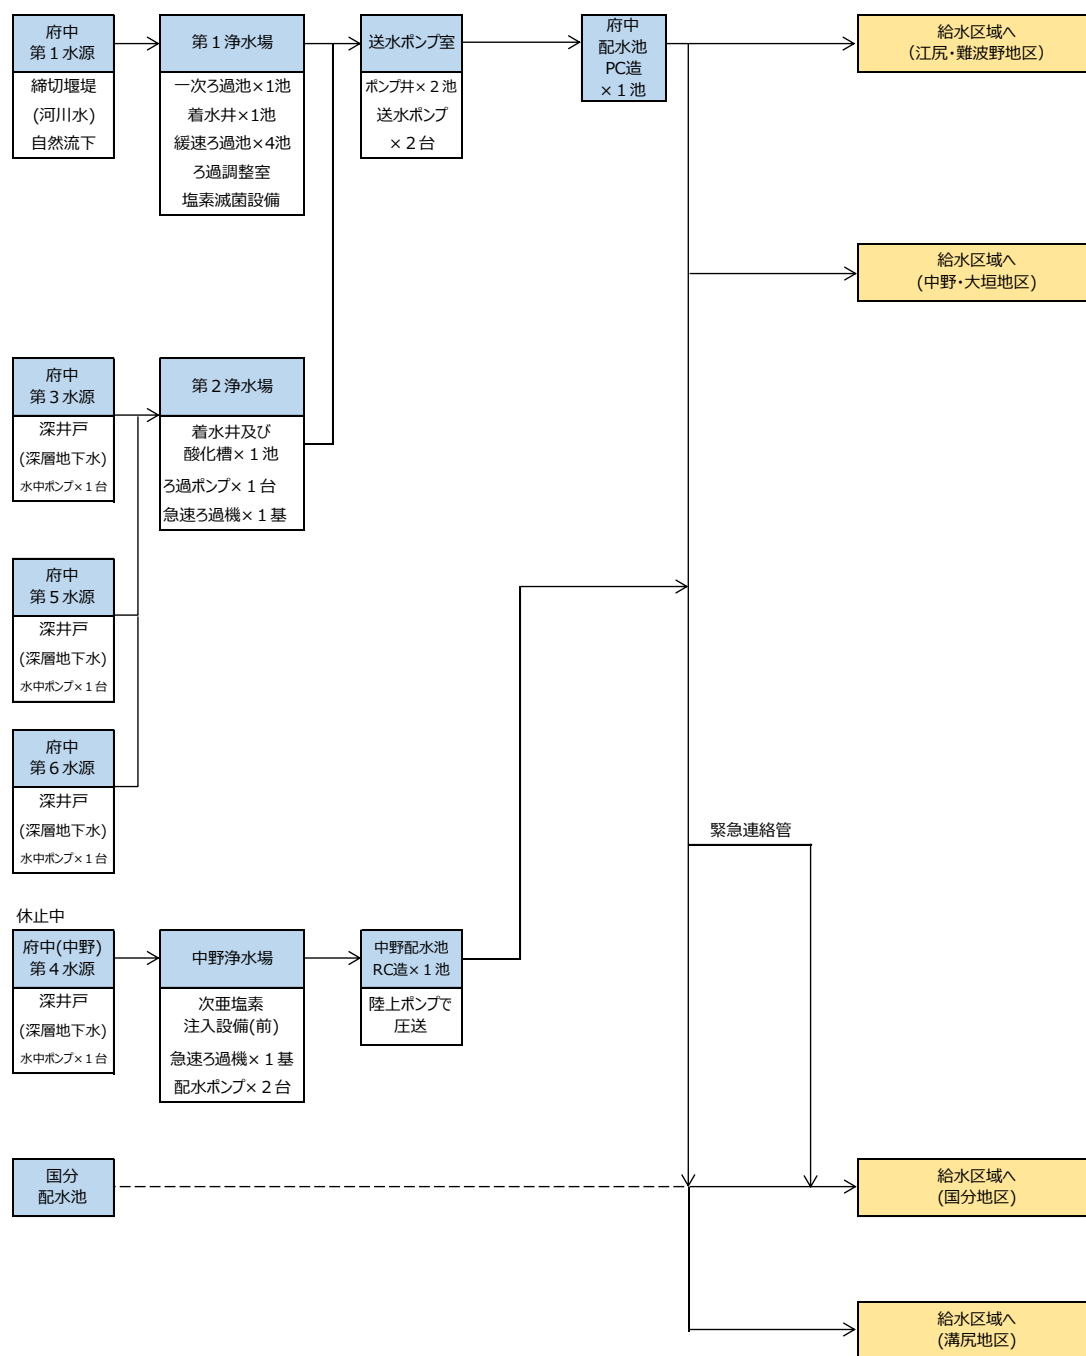 府中
第１水源
締切堰堤
(河川水)
自然流下
第１浄水場
一次ろ過池×1池
着水井×1池
緩速ろ過池×4池
ろ過調整室
塩素滅菌設備
送水ポンプ室
ポンプ井×２池
送水ポンプ
×２台
府中
配水池
PC造
×１池
給水区域へ
（江尻・難波野地区）
給水区域へ
(中野・大垣地区)
府中
第３水源
深井戸
(深層地下水)
水中ポンプ×１台
第２浄水場
着水井及び
酸化槽×１池
ろ過ポンプ×１台
急速ろ過機×１基
府中
第５水源
深井戸
(深層地下水)
水中ポンプ×１台
府中
第６水源
深井戸
(深層地下水)
水中ポンプ×１台
緊急連絡管
休止中
府中(中野)
第４水源
深井戸
(深層地下水)
水中ポンプ×１台
中野浄水場
次亜塩素
注入設備(前)
急速ろ過機×１基
配水ポンプ×２台
中野配水池
RC造×１池
陸上ポンプで
圧送
国分
配水池
給水区域へ
(国分地区)
給水区域へ
(溝尻地区)